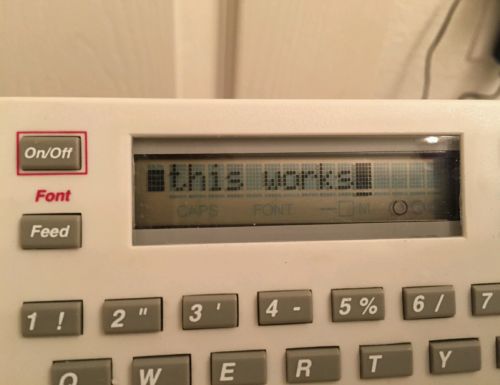 On/Off
this works
Font
CAPS FONT
Feed
1 ! 2 " 3 ' 4 - 5 % 6 / 7
Q W E R T Y